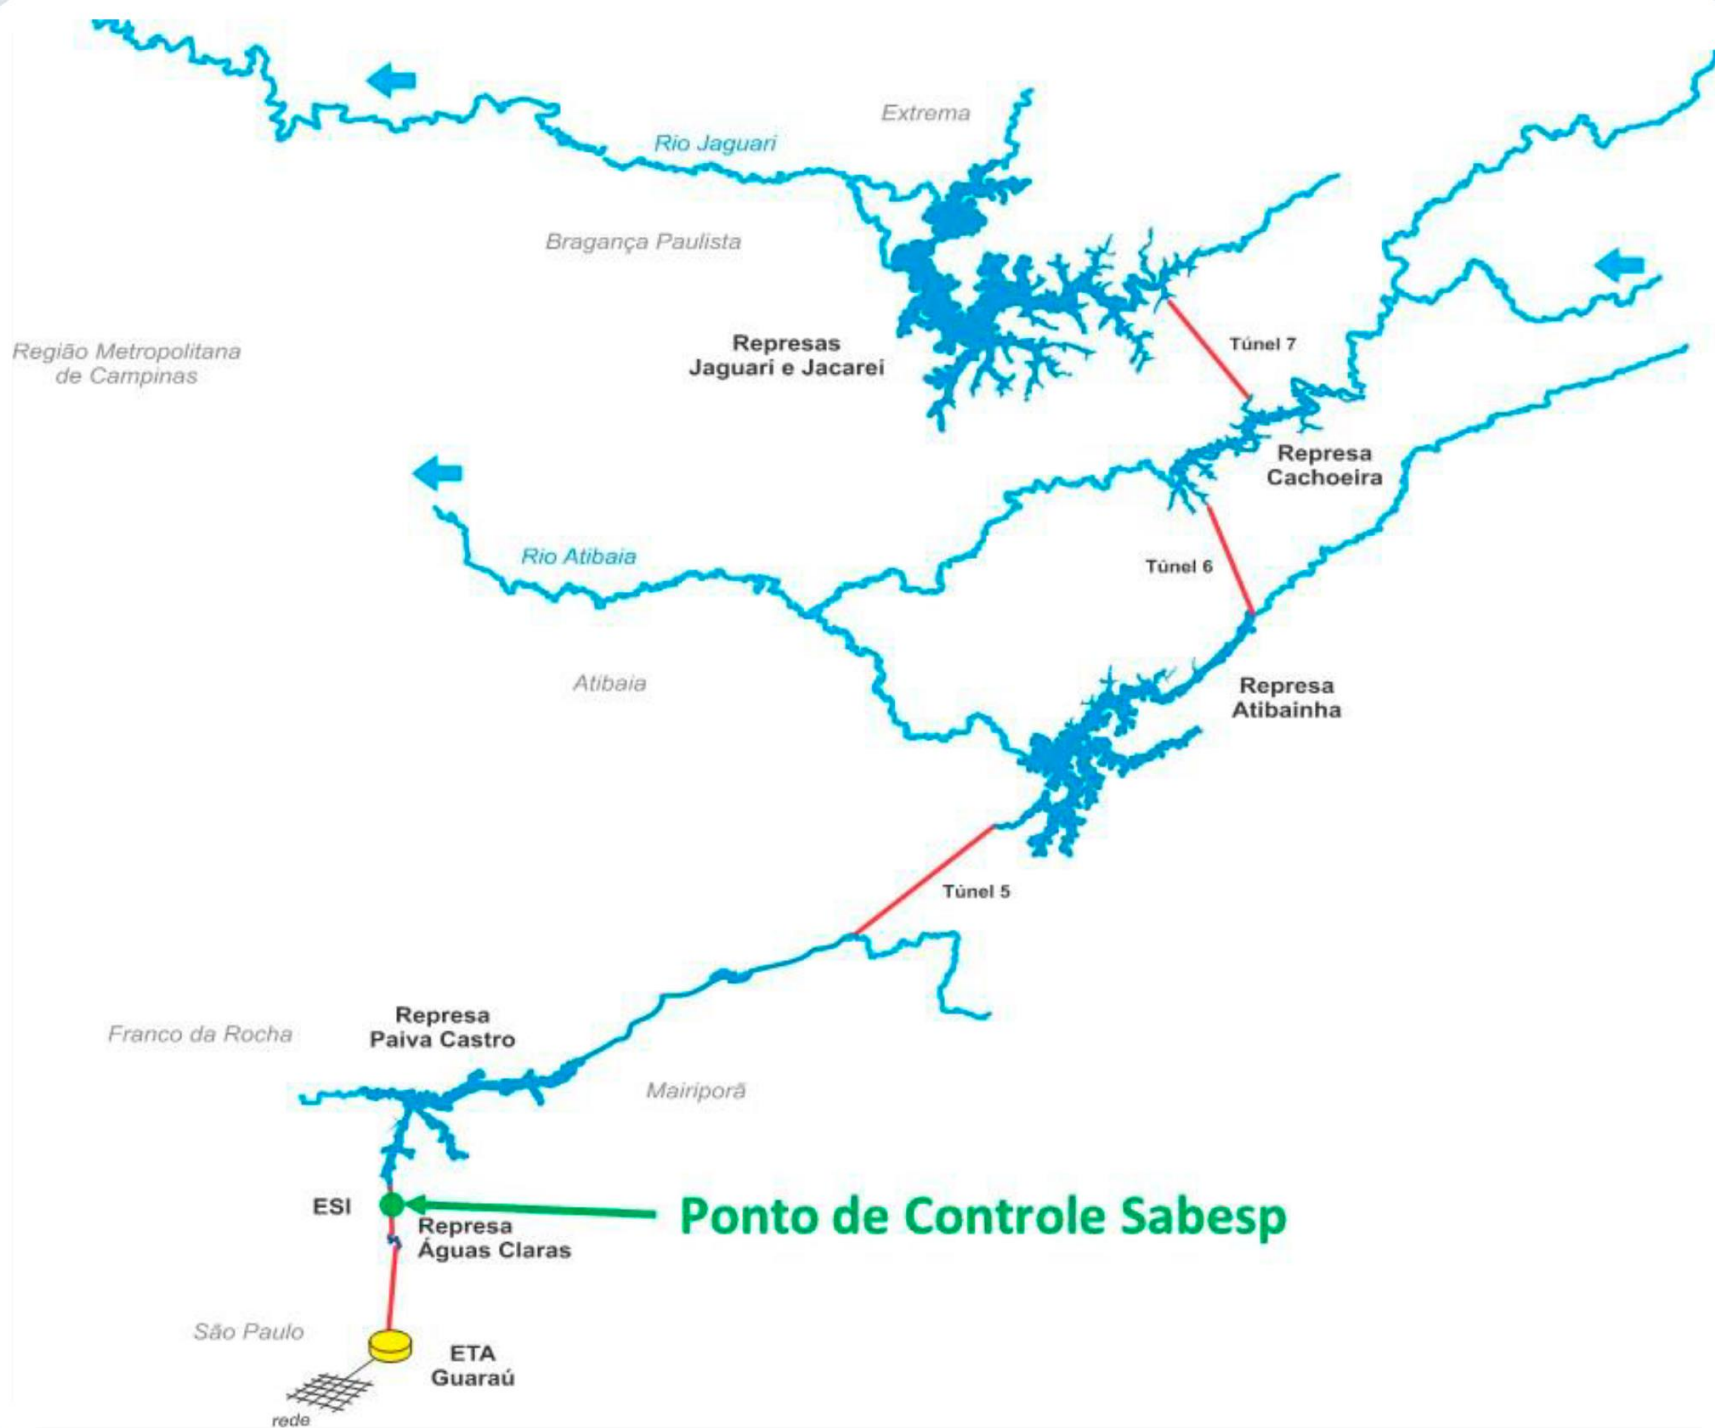 Extrema
Rio Jaguari
Bragança Paulista
Represas
Jaguari e Jacareí
Túnel 7
Região Metropolitana
de Campinas
Represa
Cachoeira
Rio Atibaia
Túnel 6
Atibaia
Represa
Atibainha
Túnel 5
Represa
Paiva Castro
Franco da Rocha
Mairiporã
ESI
Ponto de Controle Sabesp
Represa
Águas Claras
São Paulo
ETA
Guaraú
rede